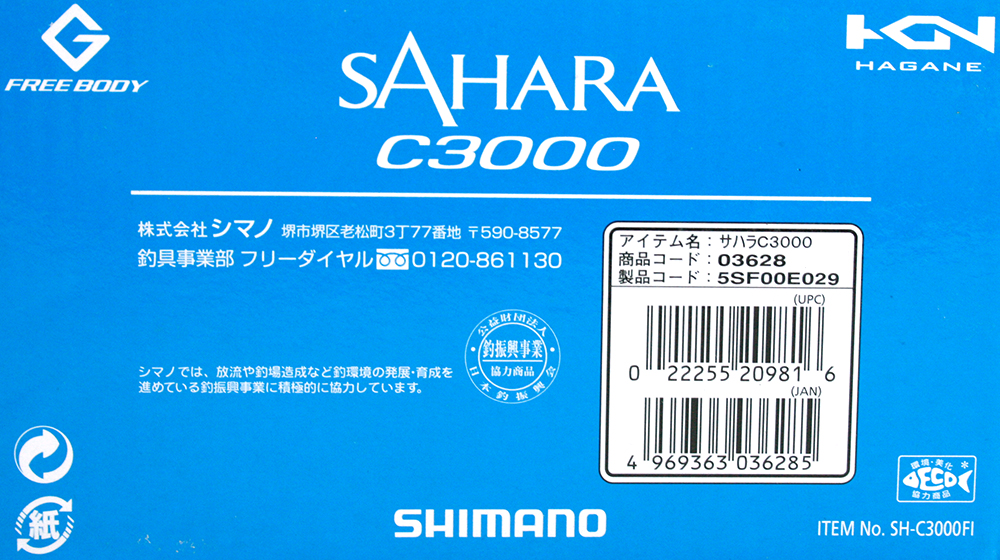 FREE BODY
HAGANE
SAHARA
C3000
株式会社 シマノ 堺市堺区老松町3丁77番地 〒590-8577
釣具事業部 フリーダイヤル 0120-861130
アイテム名：サハラC3000
商品コード：03628
製品コード：5SF00E029
(UPC)
0 22255 20981 6
(JAN)
4 969363 036285
公益財団法人
釣振興事業
協力商品
日本釣振興会
シマノでは、放流や釣場造成など釣環境の発展・育成を
進めている釣振興事業に積極的に協力しています。
紙
環境・美化
ECO
協力商品
SHIMANO
ITEM No. SH-C3000FI